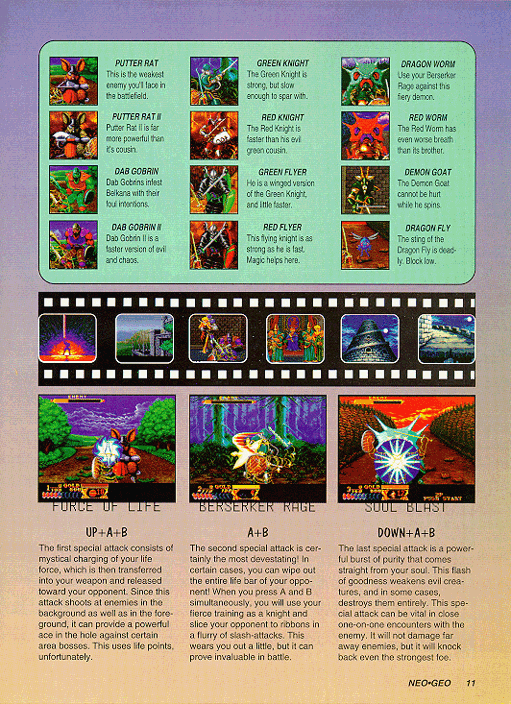 PUTTER RAT
This is the weakest
enemy you'll face in
the battlefield.
PUTTER RAT II
Putter Rat II is far
more powerful than
it's cousin.
DAB GOBRIN
Dab Gobrins infest
Belkana with their
foul intentions.
DAB GOBRIN II
Dab Gobrin II is a
faster version of evil
and chaos.
GREEN KNIGHT
The Green Knight is
strong, but slow
enough to spar with.
RED KNIGHT
The Red Knight is
faster than his evil
green cousin.
GREEN FLYER
He is a winged version
of the Green Knight,
and little faster.
RED FLYER
This flying knight is as
strong as he is fast.
Magic helps here.
DRAGON WORM
Use your Berserker
Rage against this
fiery demon.
RED WORM
The Red Worm has
even worse breath
than its brother.
DEMON GOAT
The Demon Goat
cannot be hurt
while he spins.
DRAGON FLY
The sting of the
Dragon Fly is dead-
ly. Block low.
FORCE OF LIFE
UP+A+B
The first special attack consists of
mystical charging of your life
force, which is then transferred
into your weapon and released
toward your opponent. Since this
attack shoots at enemies in the
background as well as in the fore-
ground, it can provide a powerful
ace in the hole against certain
area bosses. This uses life points,
unfortunately.
BERSERKER RAGE
A+B
The second special attack is cer-
tainly the most devestating! In
certain cases, you can wipe out
the entire life bar of your oppo-
nent! When you press A and B
simultaneously, you will use your
fierce training as a knight and
slice your opponent to ribbons in
a flurry of slash-attacks. This
wears you out a little, but it can
prove invaluable in battle.
SOUL BLAST
DOWN+A+B
The last special attack is a power-
ful burst of purity that comes
straight from your soul. This flash
of goodness weakens evil crea-
tures, and in some cases,
destroys them entirely. This spe-
cial attack can be vital in close
one-on-one encounters with the
enemy. It will not damage far
away enemies, but it will knock
back even the strongest foe.
NEO•GEO 11